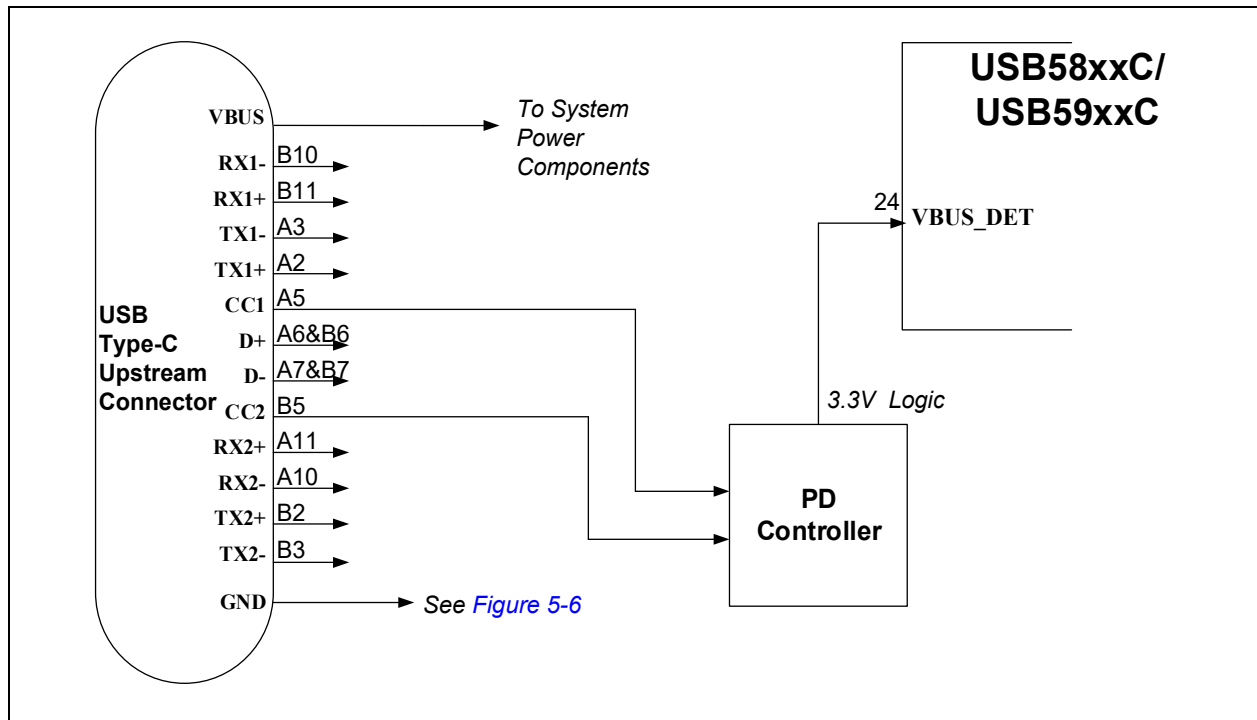 USB58xxC/
USB59xxC
VBUS
To System
Power
Components
RX1- B10
RX1+ B11
24
VBUS_DET
TX1- A3
TX1+ A2
CC1 A5
USB
Type-C
Upstream
Connector
D+ A6&B6
D- A7&B7
CC2 B5
3.3V Logic
RX2+ A11
RX2- A10
PD
Controller
TX2+ B2
TX2- B3
GND
See Figure 5-6